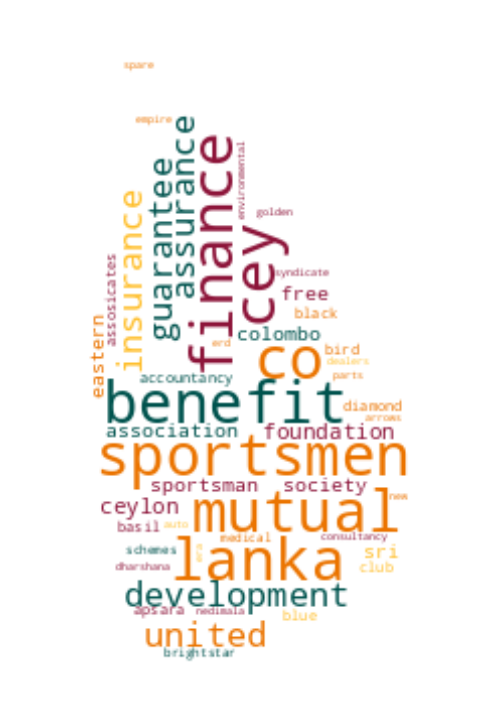 spare
empire
assurance
finance
environmental
guarantee
insurance
golden
cey
assosicates
syndicate
free
eastern
black
colombo
erd
co
bird
dealers
accountancy
parts
benefit
diamond
arrows
association
foundation
sportsmen
sportsman
society
new
mutual
ceylon
basil
auto
medical
consultancy
lanka
schemes
era
sri
dharshana
club
development
apsara
nedimala
blue
united
brightstar